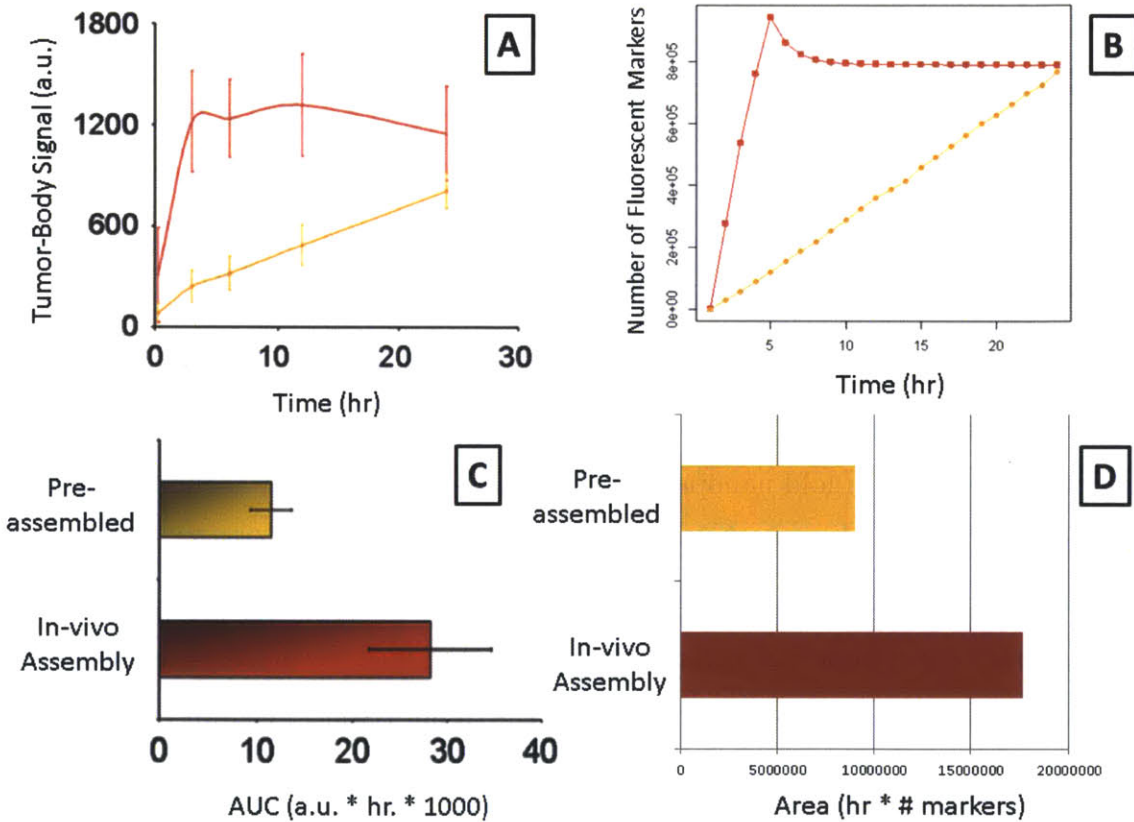 A
Tumor-Body Signal (a.u.)
1800
1200
600
0
0
10
20
30
Time (hr)
B
Number of Fluorescent Markers
8e+05
6e+05
4e+05
2e+05
0e+00
5
10
15
20
Time (hr)
C
Pre-
assembled
In-vivo
Assembly
0
10
20
30
40
AUC (a.u. * hr. * 1000)
D
Pre-
assembled
In-vivo
Assembly
0
5000000
10000000
15000000
20000000
Area (hr * # markers)